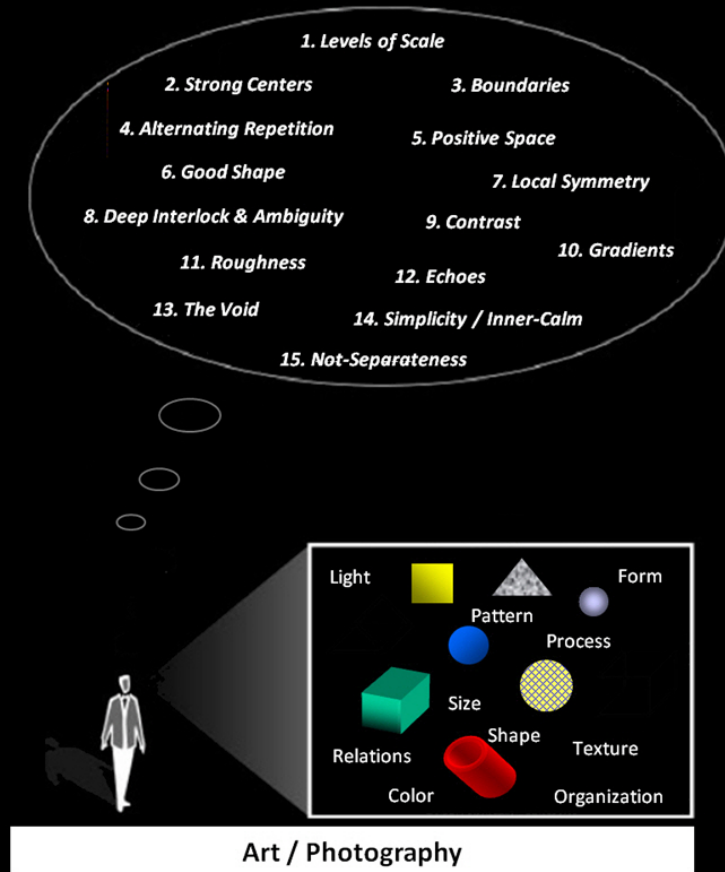 1. Levels of Scale
2. Strong Centers
3. Boundaries
4. Alternating Repetition
5. Positive Space
6. Good Shape
7. Local Symmetry
8. Deep Interlock & Ambiguity
9. Contrast
10. Gradients
11. Roughness
12. Echoes
13. The Void
14. Simplicity / Inner-Calm
15. Not-Separateness
Light
Form
Pattern
Process
Size
Shape
Relations
Texture
Color
Organization
Art / Photography